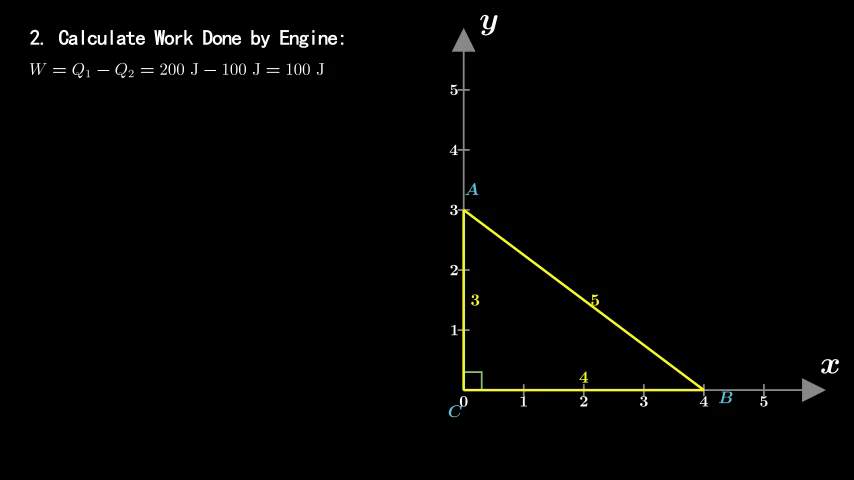 2. Calculate Work Done by Engine:
W = Q₁ − Q₂ = 200 J − 100 J = 100 J
y
5
4
A
3
2
3
5
1
4
x
0
1
2
3
4
5
B
C